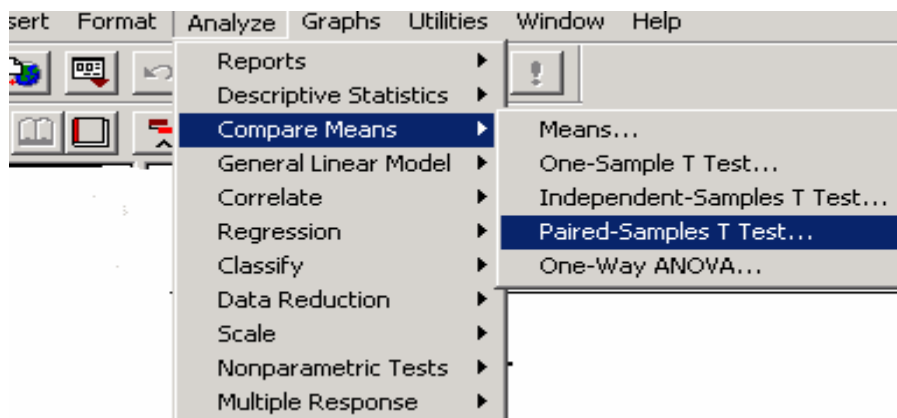 sert Format Analyze Graphs Utilities Window Help
Reports
Descriptive Statistics
Compare Means
General Linear Model
Correlate
Regression
Classify
Data Reduction
Scale
Nonparametric Tests
Multiple Response
Means...
One-Sample T Test...
Independent-Samples T Test...
Paired-Samples T Test...
One-Way ANOVA...